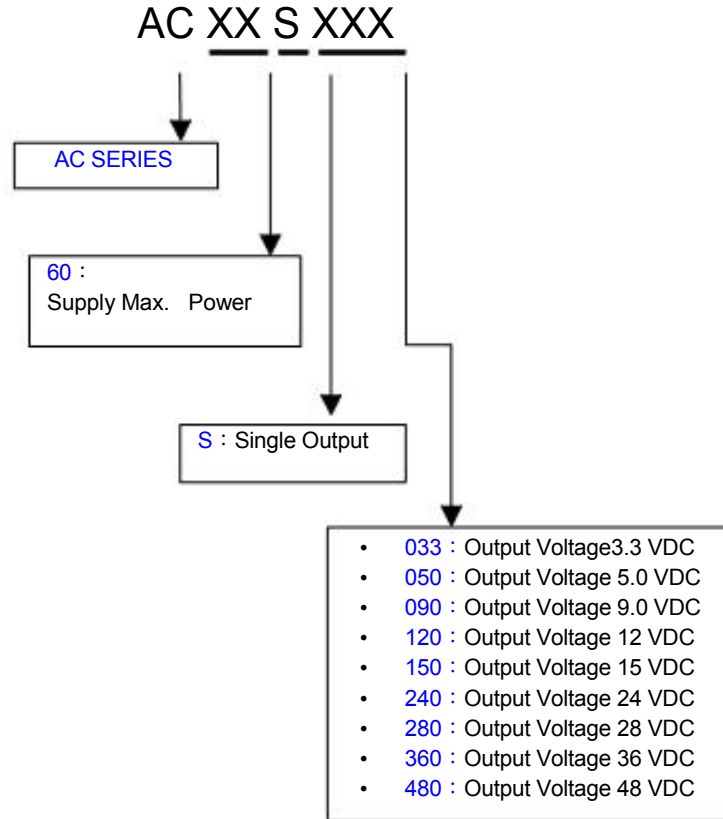 AC XX S XXX
AC SERIES
60：
Supply Max. Power
S：Single Output
• 033：Output Voltage3.3 VDC
• 050：Output Voltage 5.0 VDC
• 090：Output Voltage 9.0 VDC
• 120：Output Voltage 12 VDC
• 150：Output Voltage 15 VDC
• 240：Output Voltage 24 VDC
• 280：Output Voltage 28 VDC
• 360：Output Voltage 36 VDC
• 480：Output Voltage 48 VDC